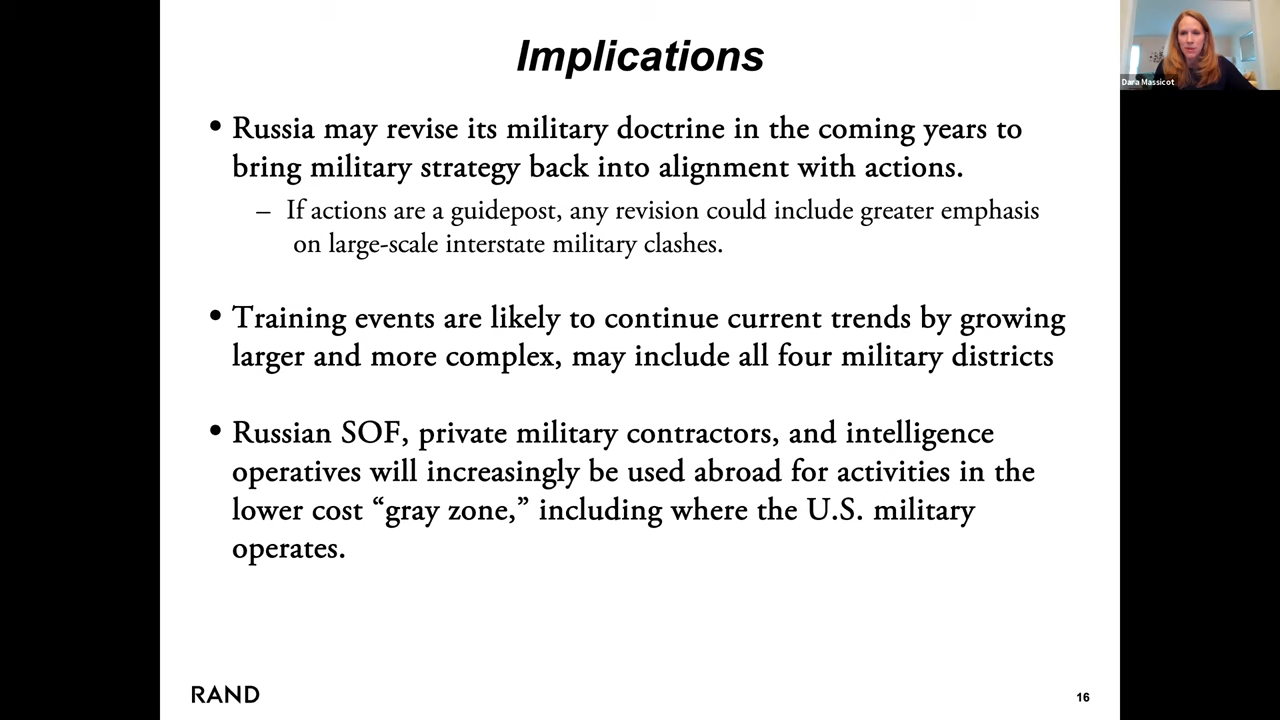 Implications
Dara Massicot
• Russia may revise its military doctrine in the coming years to
bring military strategy back into alignment with actions.
– If actions are a guidepost, any revision could include greater emphasis
on large-scale interstate military clashes.
• Training events are likely to continue current trends by growing
larger and more complex, may include all four military districts
• Russian SOF, private military contractors, and intelligence
operatives will increasingly be used abroad for activities in the
lower cost “gray zone,” including where the U.S. military
operates.
RAND
16